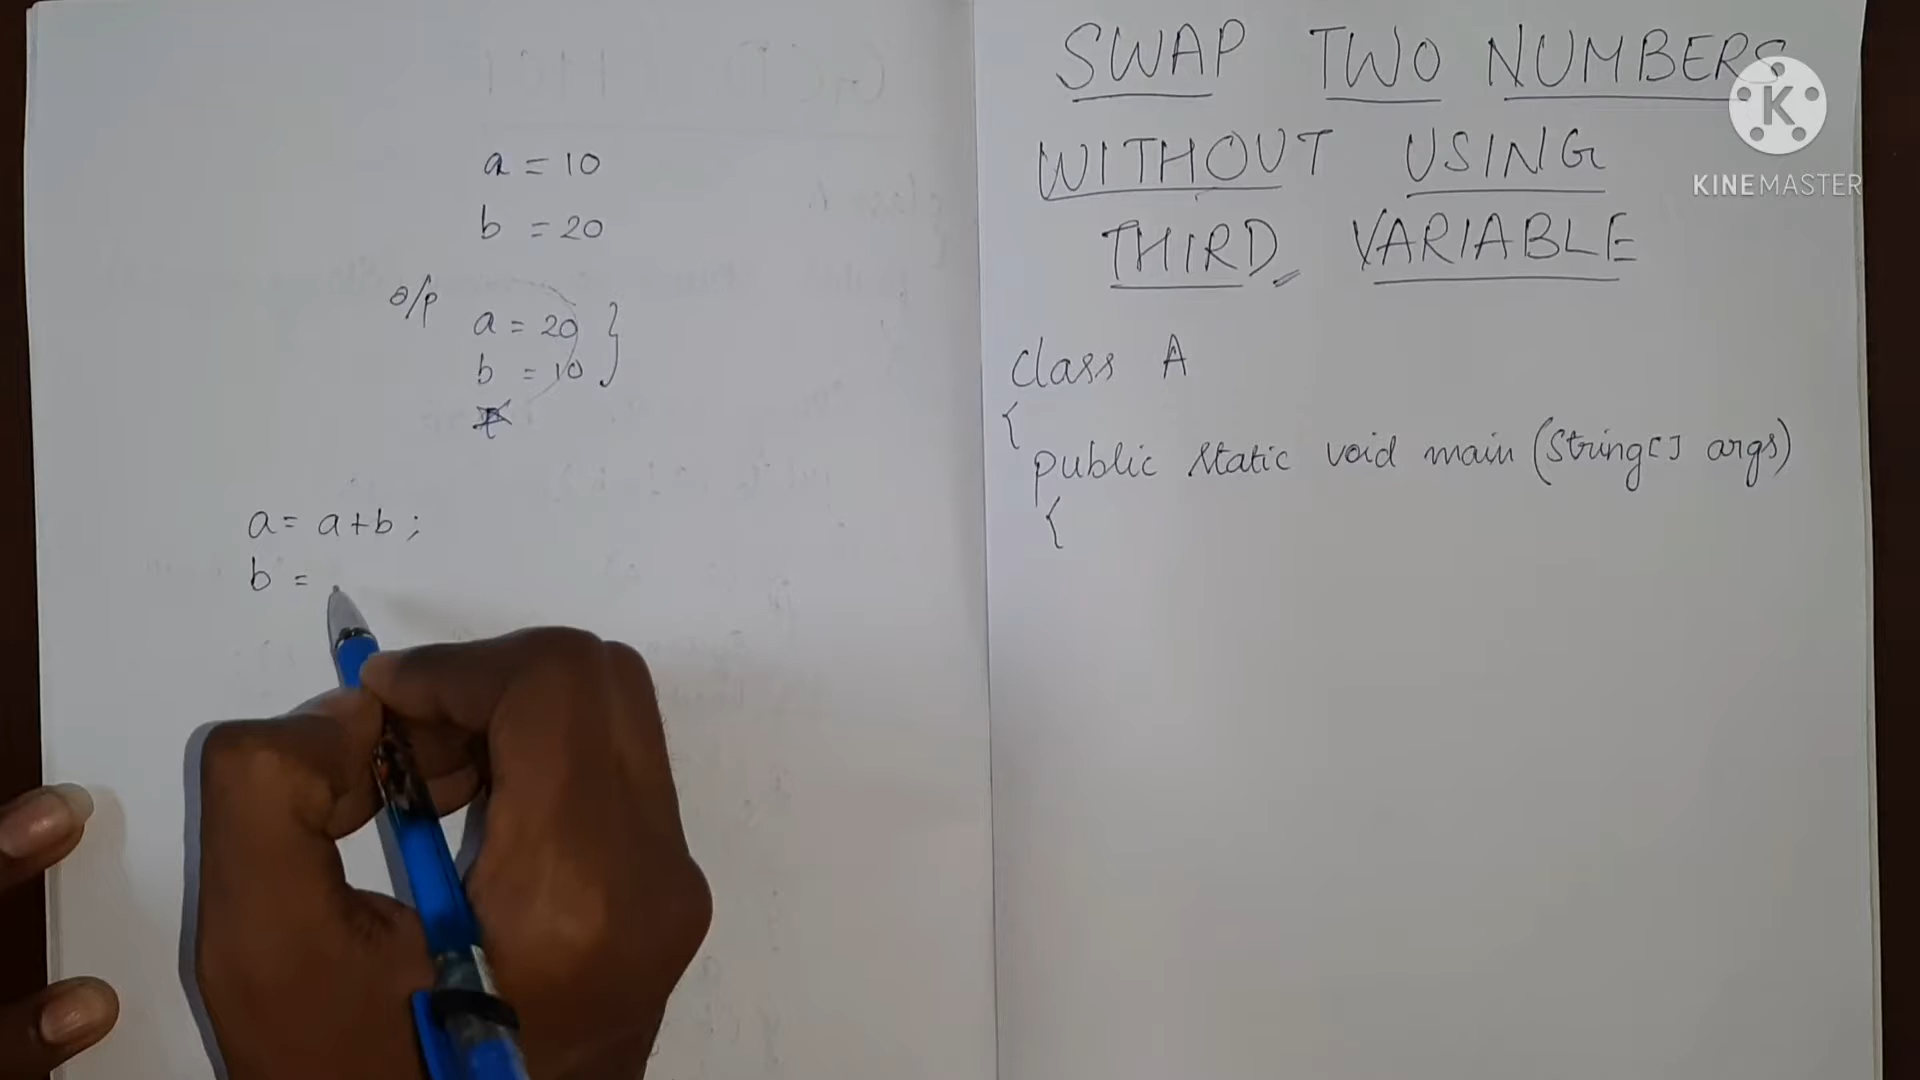 a = 10
b = 20
o/p
a = 20
b = 10
a = a+b;
b =
SWAP TWO NUMBERS
WITHOUT USING
THIRD VARIABLE
KINEMASTER
class A
{
public static void main (String[] args)
{